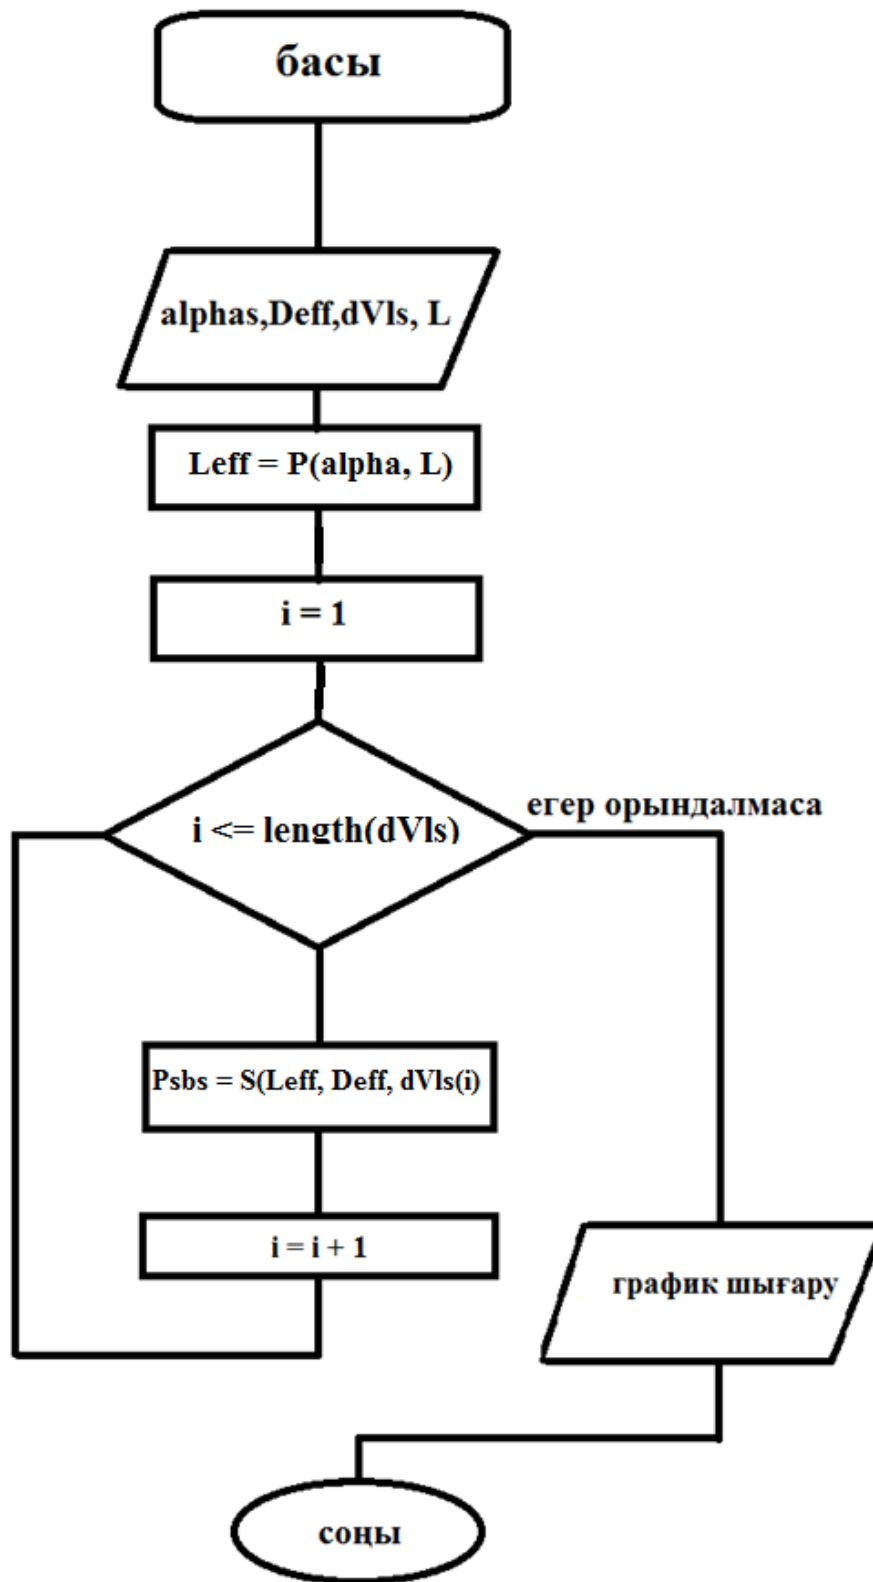 басы
alphas,Deff,dVls, L
Leff = P(alpha, L)
i = 1
i <= length(dVls)
егер орындалмаса
Psbs = S(Leff, Deff, dVls(i)
i = i + 1
график шығару
соңы